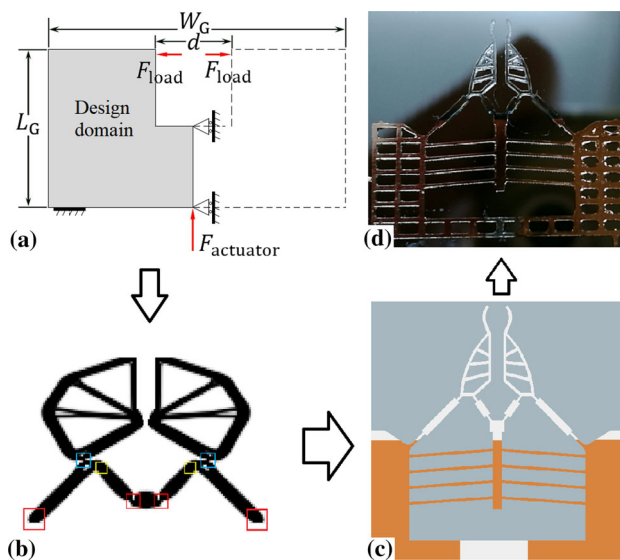 W_G
d
F_load F_load
L_G
Design
domain
F_actuator
(a)
(d)
(b)
(c)